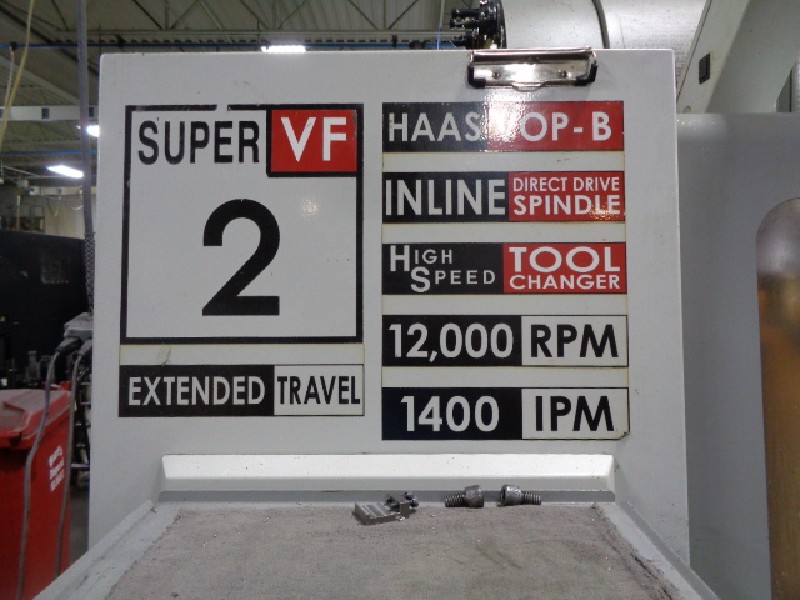 SUPER VF
2
EXTENDED TRAVEL
HAAS OP-B
INLINE DIRECT DRIVE SPINDLE
HIGH SPEED TOOL CHANGER
12,000 RPM
1400 IPM